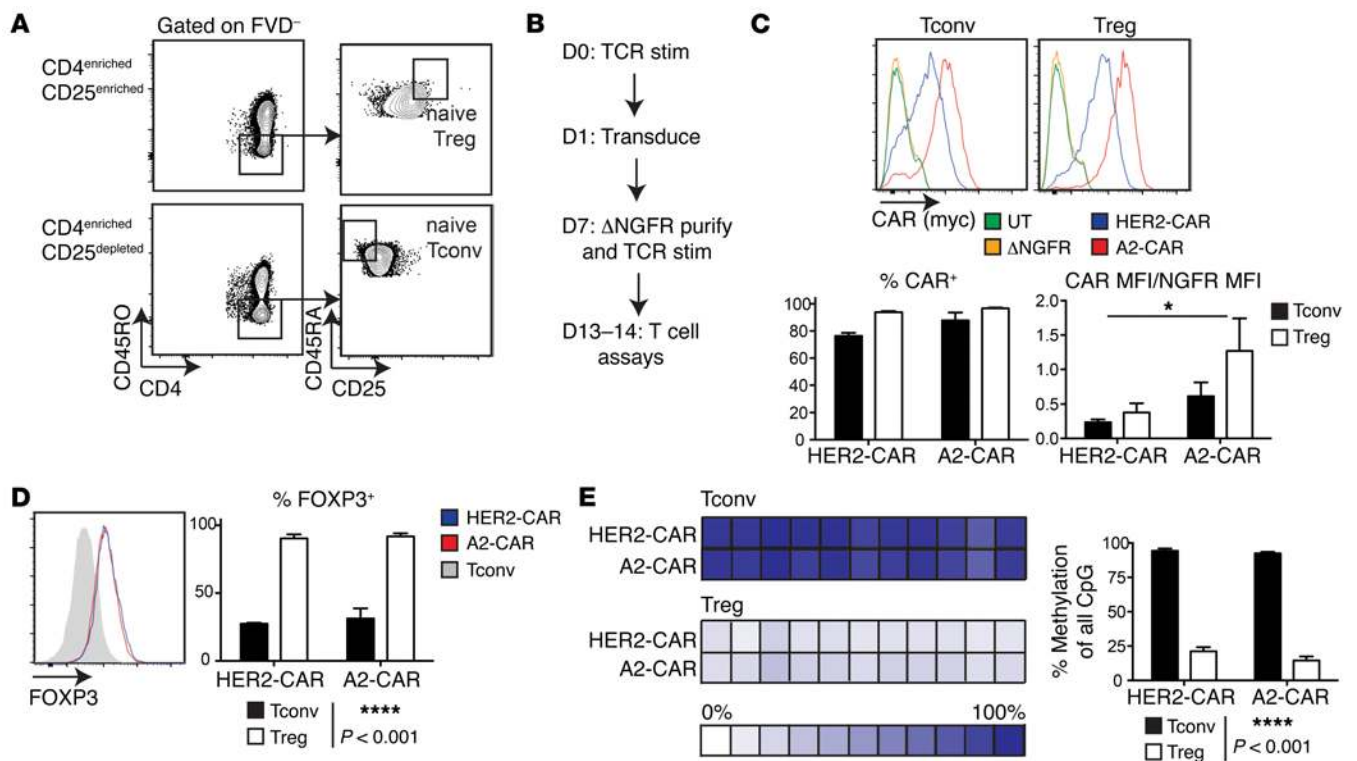 A
Gated on FVD⁻
CD4enriched
CD25enriched
naive
Treg
CD4enriched
CD25depleted
naive
Tconv
CD45RO
CD4
CD45RA
CD25
B
D0: TCR stim
D1: Transduce
D7: ΔNGFR purify
and TCR stim
D13–14: T cell
assays
C
Tconv
Treg
CAR (myc)
UT
HER2-CAR
ΔNGFR
A2-CAR
% CAR⁺
100
80
60
40
20
0
HER2-CAR
A2-CAR
CAR MFI/NGFR MFI
2.0
1.5
1.0
0.5
0.0
*
HER2-CAR
A2-CAR
Tconv
Treg
D
FOXP3
% FOXP3⁺
100
50
0
HER2-CAR
A2-CAR
HER2-CAR
A2-CAR
Tconv
Tconv
Treg
****
P < 0.001
E
Tconv
HER2-CAR
A2-CAR
Treg
HER2-CAR
A2-CAR
0%
100%
% Methylation
of all CpG
100
75
50
25
0
HER2-CAR
A2-CAR
Tconv
Treg
****
P < 0.001